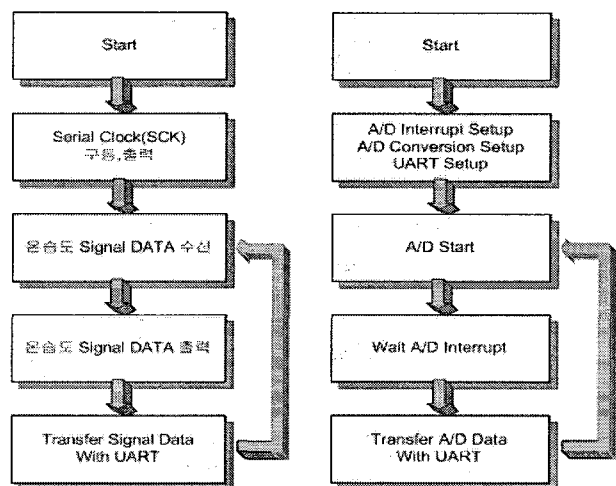 Start
Serial Clock(SCK)
구동,출력
온습도 Signal DATA 수신
온습도 Signal DATA 출력
Transfer Signal Data
With UART
Start
A/D Interrupt Setup
A/D Conversion Setup
UART Setup
A/D Start
Wait A/D Interrupt
Transfer A/D Data
With UART